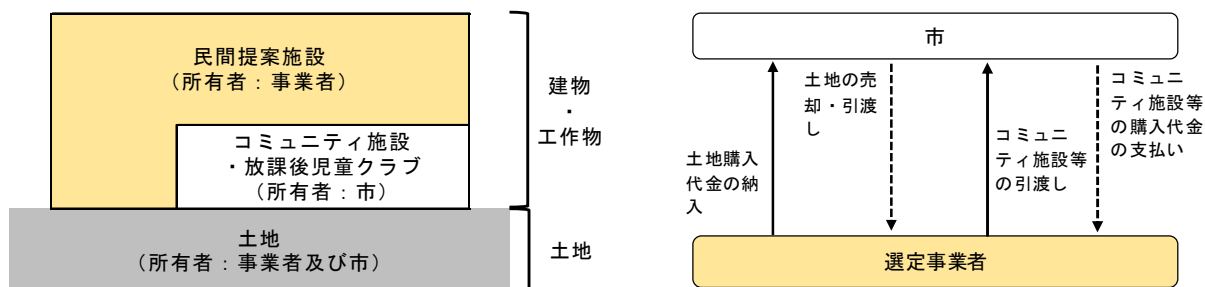 民間提案施設
（所有者：事業者）
コミュニティ施設
・放課後児童クラブ
（所有者：市）
土地
（所有者：事業者及び市）
建物
・
工作物
土地
市
土地購入
代金の納
入
土地の売
却・引渡
し
コミュニ
ティ施設等
の引渡し
コミュニ
ティ施設等
の購入代金
の支払い
選定事業者